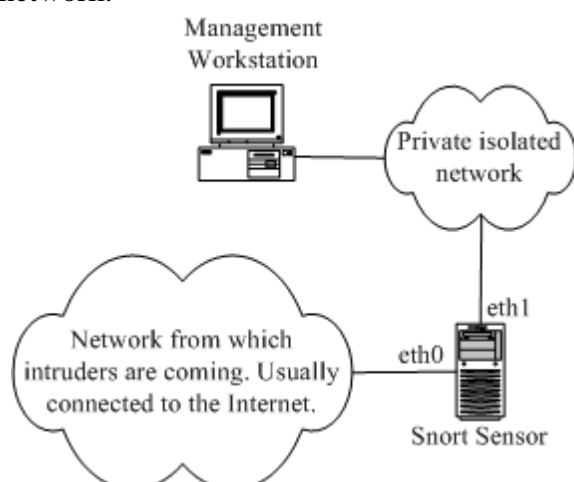 network.
Management
Workstation
Private isolated
network
eth1
Network from which
intruders are coming. Usually
connected to the Internet.
eth0
Snort Sensor